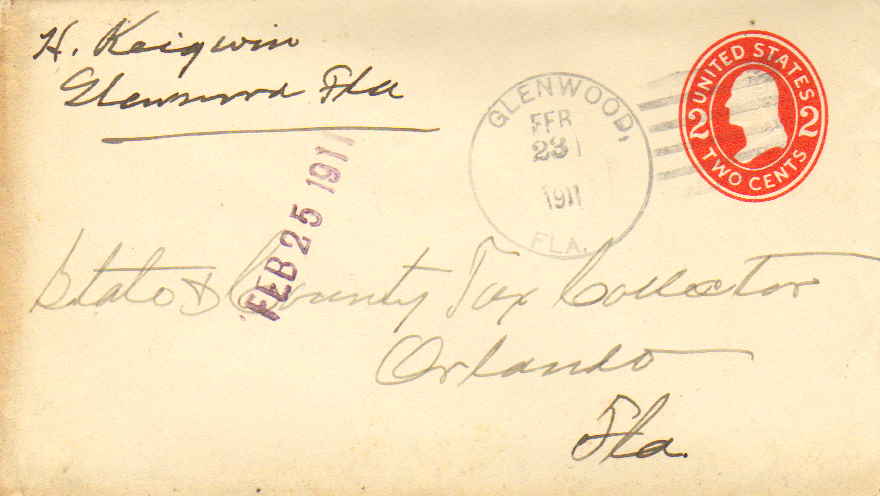 H. Keigwin
Glenwood Fla
GLENWOOD,
FEB
23
1911
FLA.
UNITED STATES
2 2
TWO CENTS
FEB 25 1911
State & County Tax Collector
Orlando
Fla.